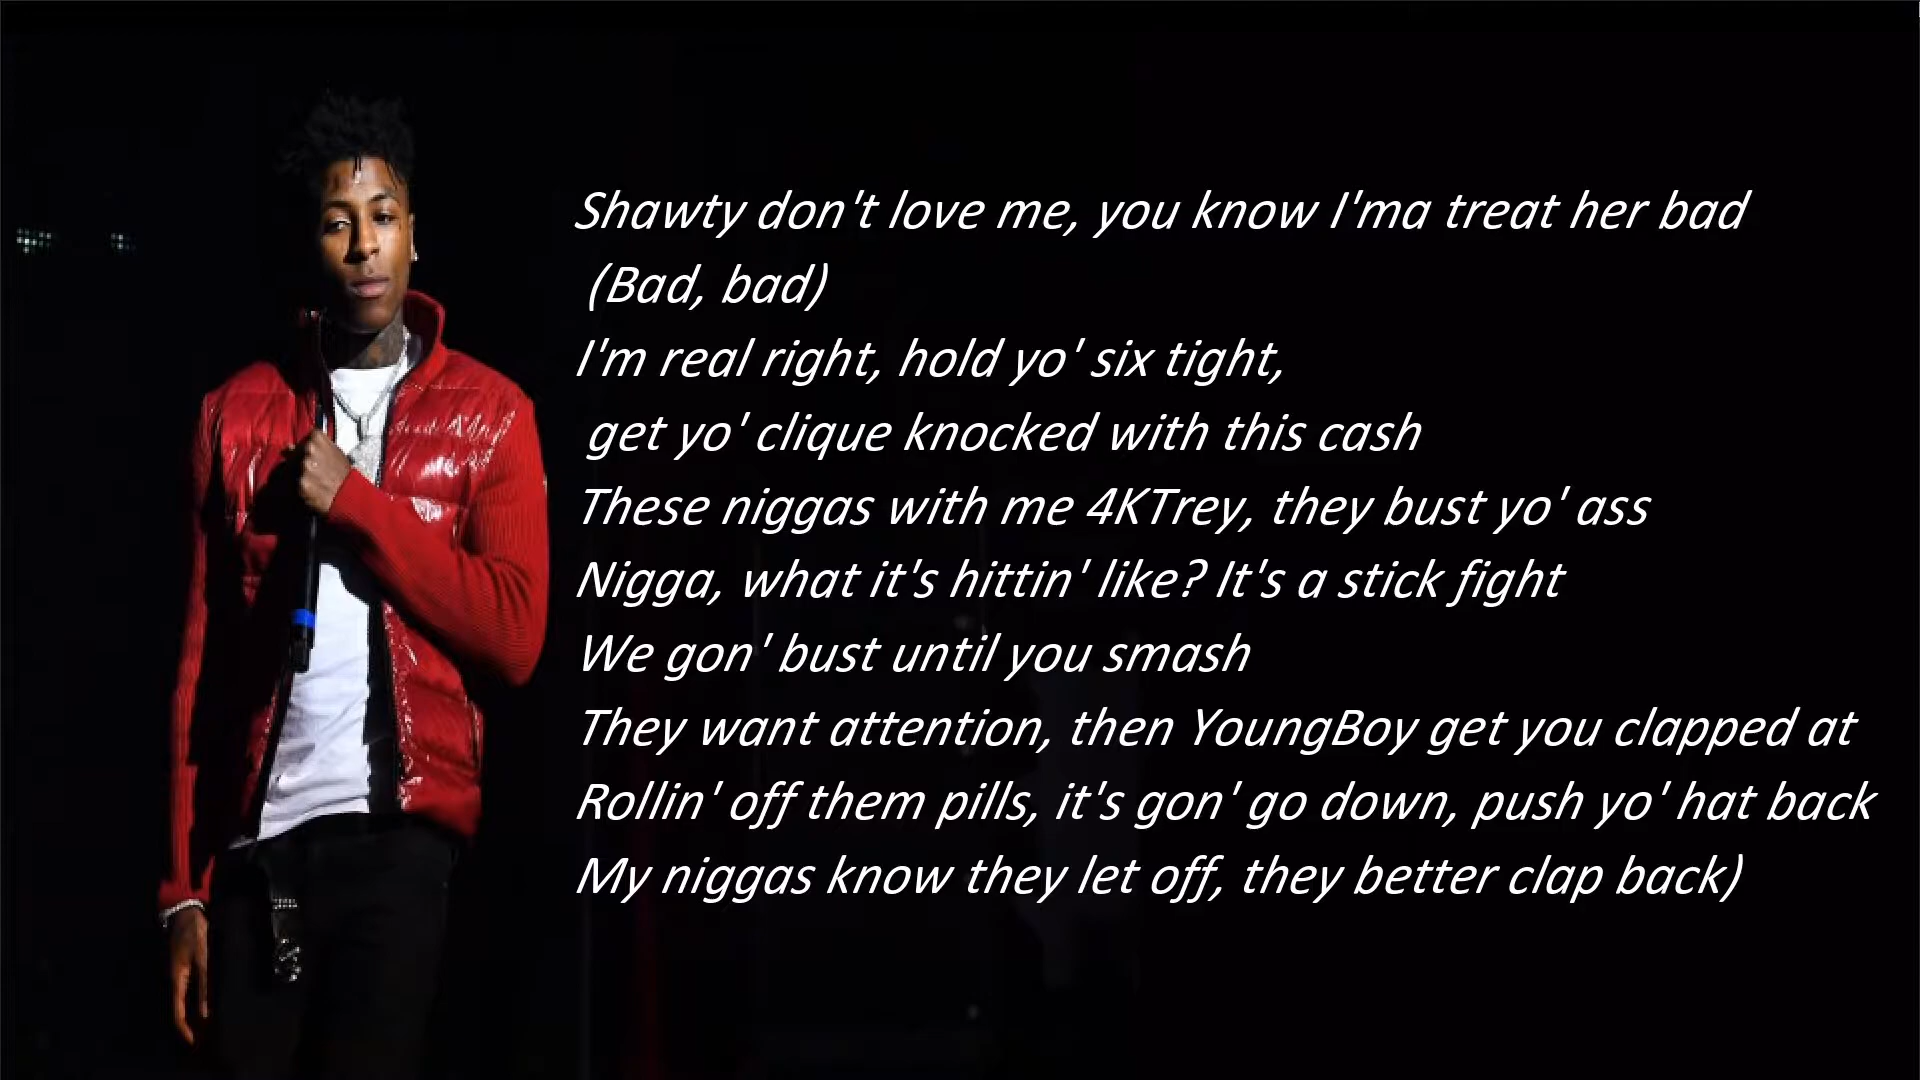 Shawty don't love me, you know I'ma treat her bad
(Bad, bad)
I'm real right, hold yo' six tight,
get yo' clique knocked with this cash
These niggas with me 4KTrey, they bust yo' ass
Nigga, what it's hittin' like? It's a stick fight
We gon' bust until you smash
They want attention, then YoungBoy get you clapped at
Rollin' off them pills, it's gon' go down, push yo' hat back
My niggas know they let off, they better clap back)